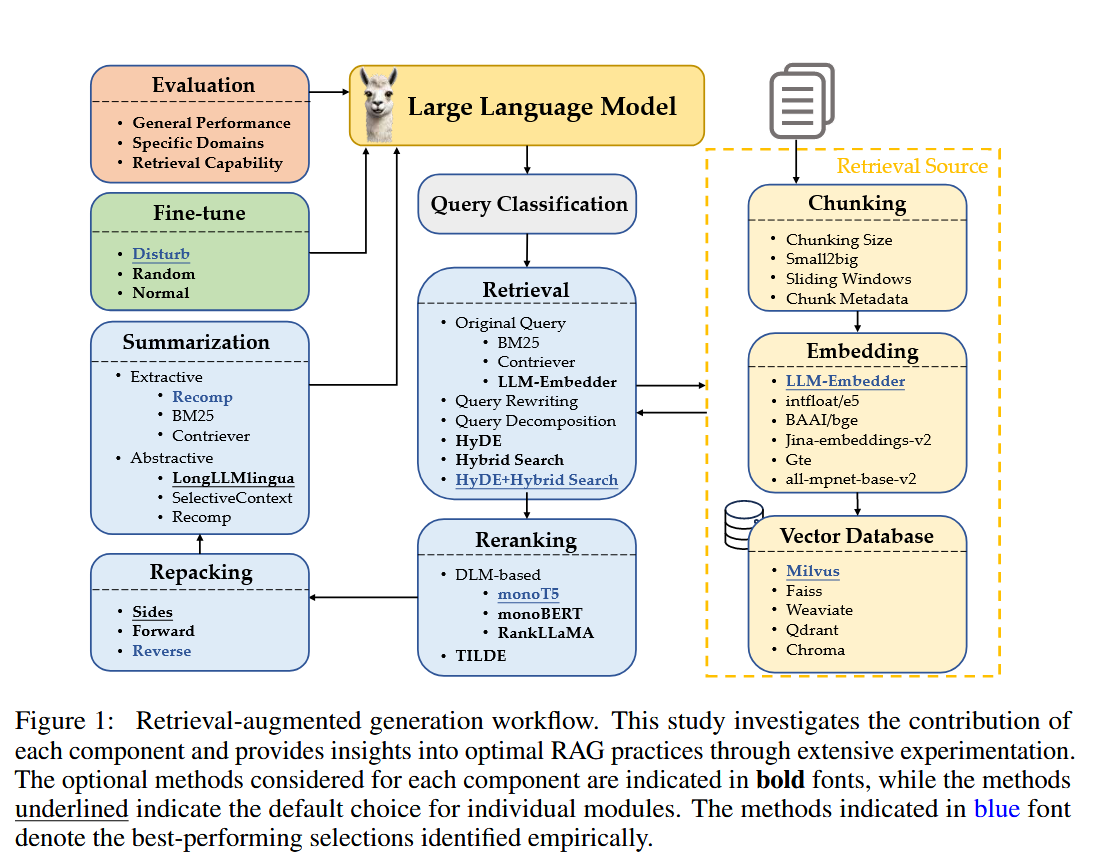 Evaluation
• General Performance
• Specific Domains
• Retrieval Capability
Fine-tune
• Disturb
• Random
• Normal
Summarization
• Extractive
• Recomp
• BM25
• Contriever
• Abstractive
• LongLLMlingua
• SelectiveContext
• Recomp
Repacking
• Sides
• Forward
• Reverse
Large Language Model
Query Classification
Retrieval
• Original Query
• BM25
• Contriever
• LLM-Embedder
• Query Rewriting
• Query Decomposition
• HyDE
• Hybrid Search
• HyDE+Hybrid Search
Reranking
• DLM-based
• monoT5
• monoBERT
• RankLLaMA
• TILDE
Retrieval Source
Chunking
• Chunking Size
• Small2big
• Sliding Windows
• Chunk Metadata
Embedding
• LLM-Embedder
• intfloat/e5
• BAAI/bge
• Jina-embeddings-v2
• Gte
• all-mpnet-base-v2
Vector Database
• Milvus
• Faiss
• Weaviate
• Qdrant
• Chroma
Figure 1: Retrieval-augmented generation workflow. This study investigates the contribution of
each component and provides insights into optimal RAG practices through extensive experimentation.
The optional methods considered for each component are indicated in bold fonts, while the methods
underlined indicate the default choice for individual modules. The methods indicated in blue font
denote the best-performing selections identified empirically.